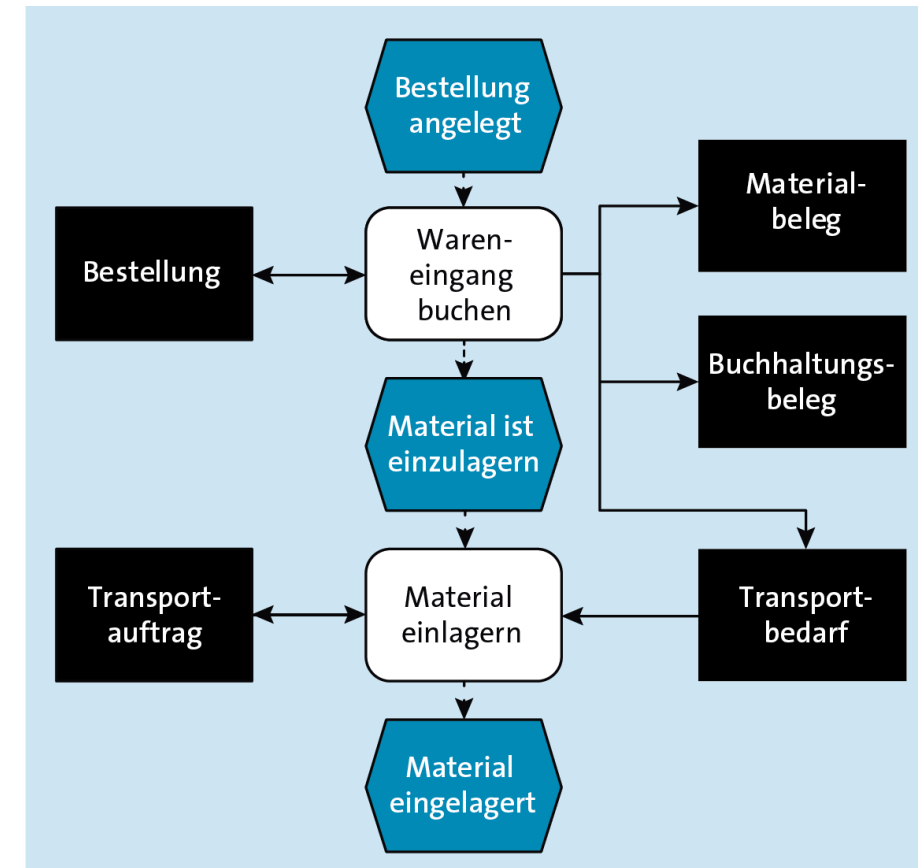 Bestellung
angelegt
Material-
beleg
Bestellung
Waren-
eingang
buchen
Buchhaltungs-
beleg
Material ist
einzulagern
Transport-
auftrag
Material
einlagern
Transport-
bedarf
Material
eingelagert